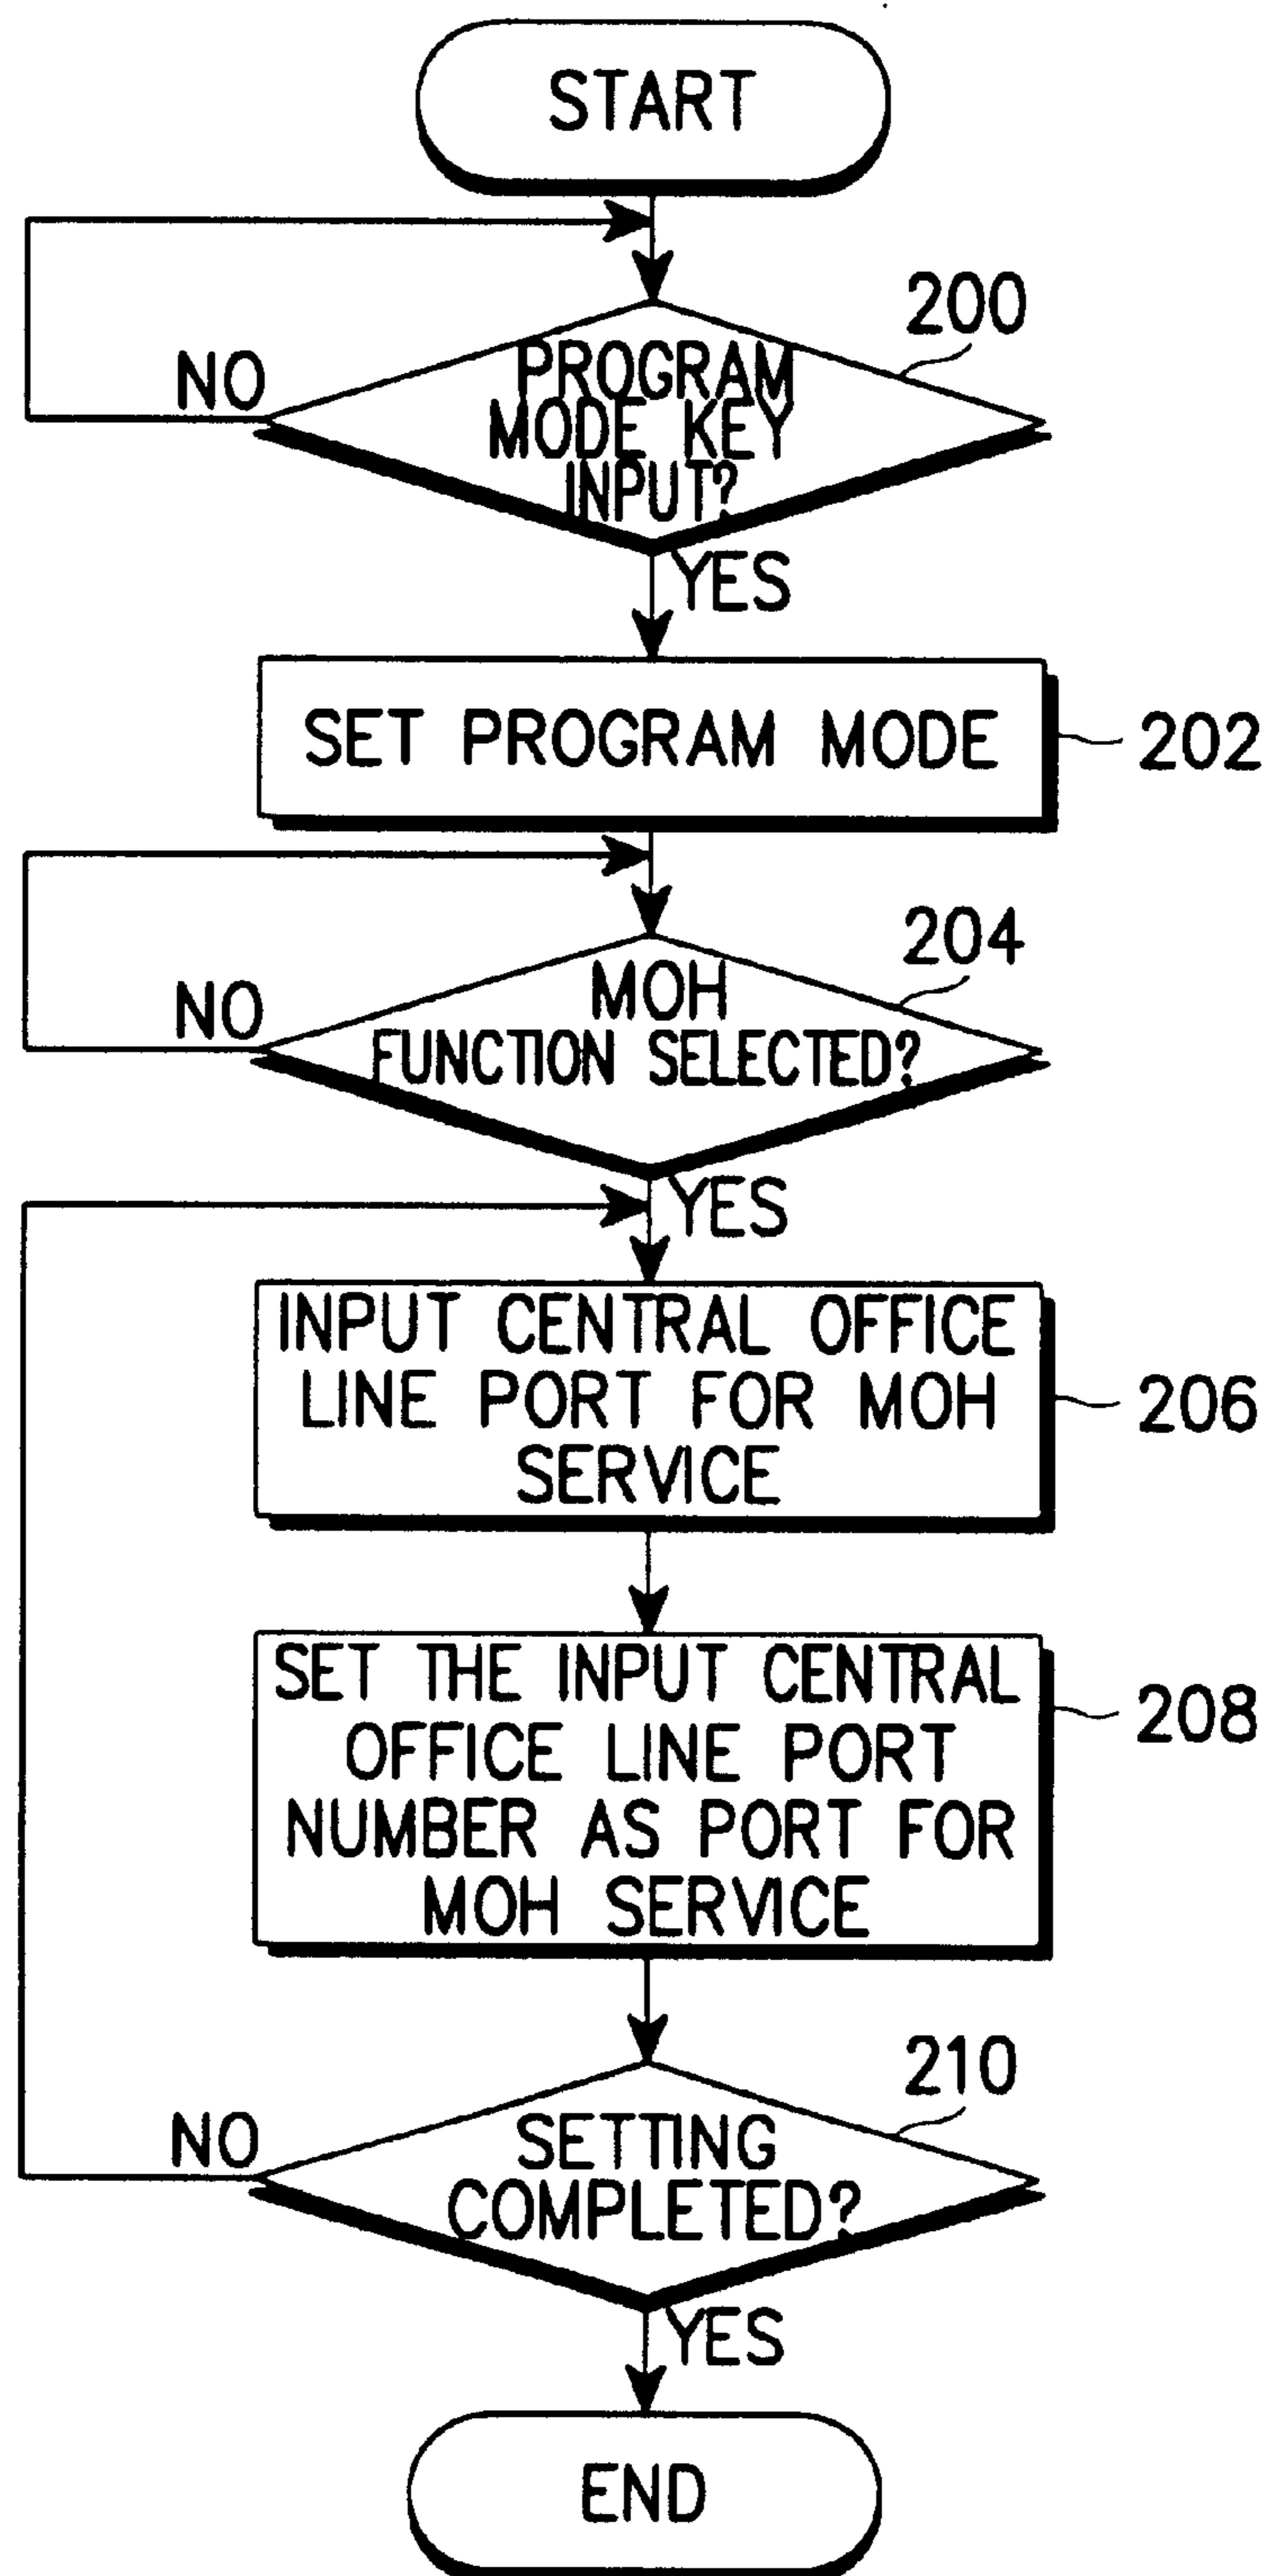 START
200
NO
PROGRAM
MODE KEY
INPUT?
YES
SET PROGRAM MODE
202
204
NO
MOH
FUNCTION SELECTED?
YES
INPUT CENTRAL OFFICE
LINE PORT FOR MOH
SERVICE
206
SET THE INPUT CENTRAL
OFFICE LINE PORT
NUMBER AS PORT FOR
MOH SERVICE
208
210
NO
SETTING
COMPLETED?
YES
END